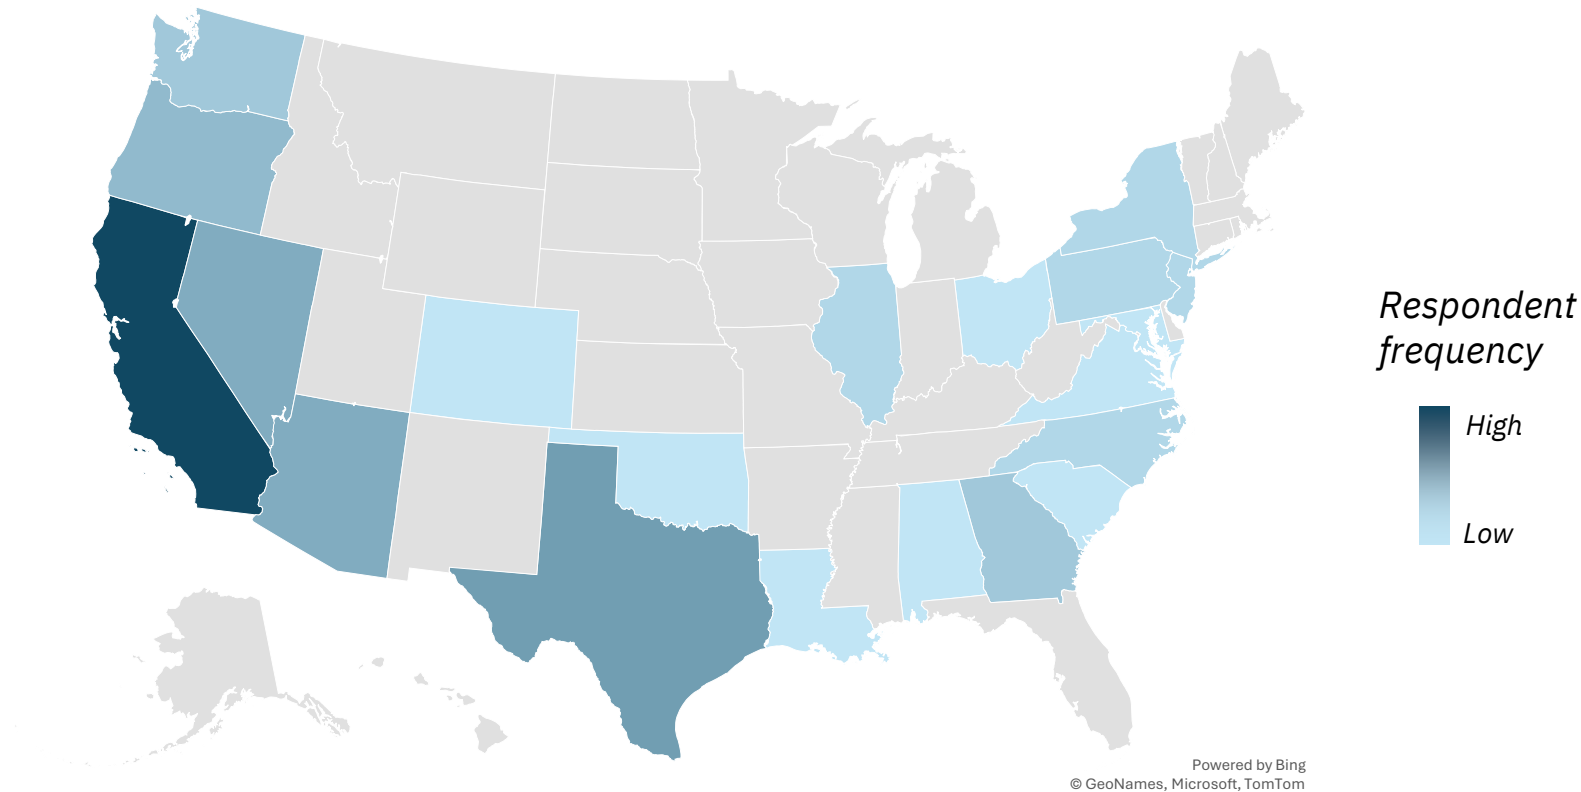 Respondent
frequency
High
Low
Powered by Bing
© GeoNames, Microsoft, TomTom